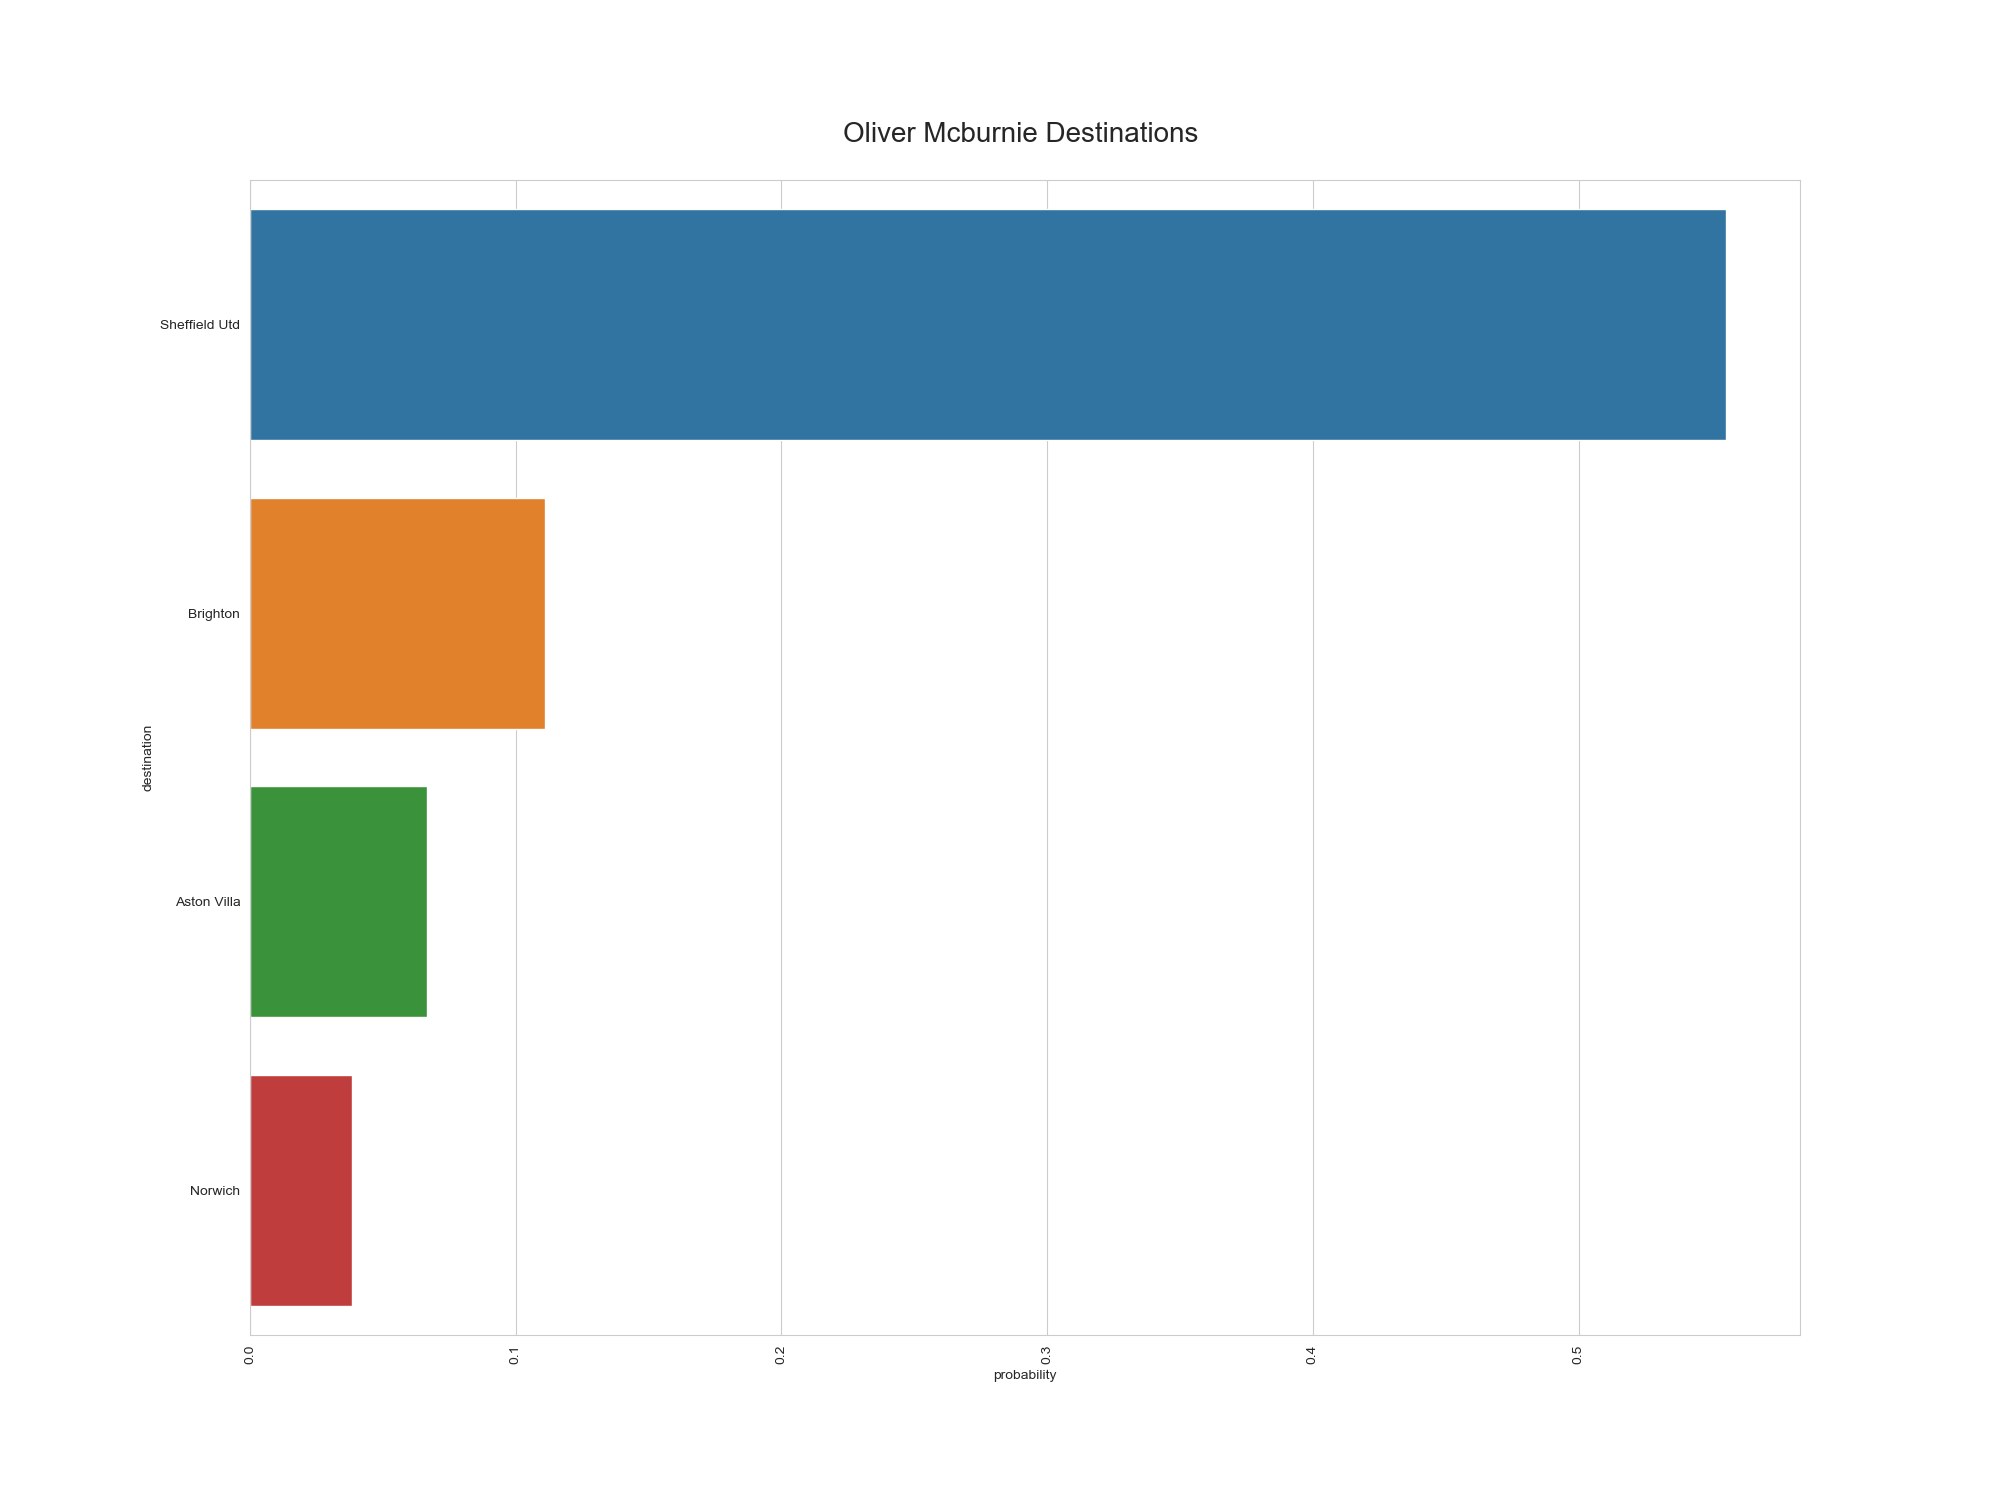 Oliver Mcburnie Destinations
Sheffield Utd
Brighton
destination
Aston Villa
Norwich
0.0
0.1
0.2
0.3
0.4
0.5
probability